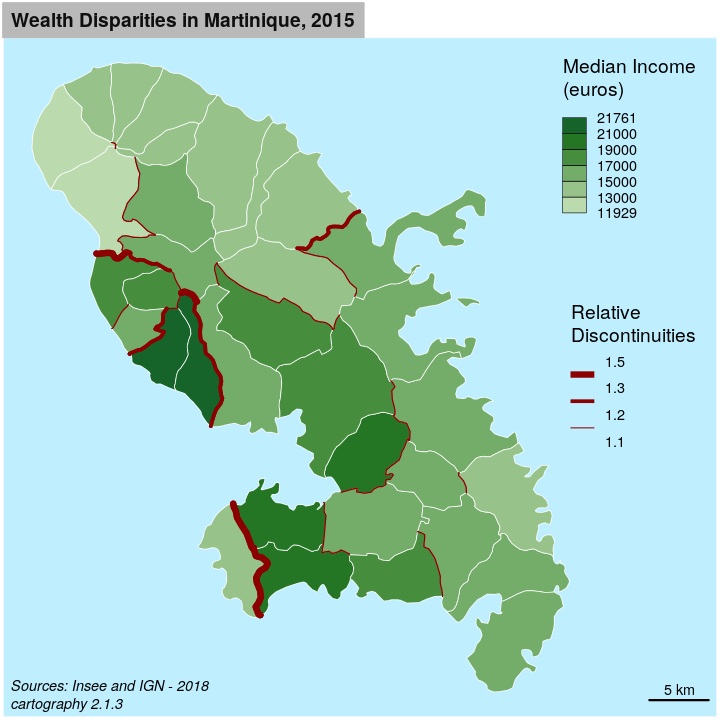 Wealth Disparities in Martinique, 2015
Median Income
(euros)
21761
21000
19000
17000
15000
13000
11929
Relative
Discontinuities
1.5
1.3
1.2
1.1
Sources: Insee and IGN - 2018
cartography 2.1.3
5 km